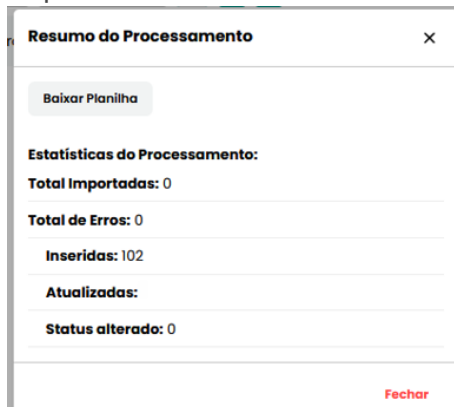 Resumo do Processamento
Baixar Planilha
Estatísticas do Processamento:
Total Importadas: 0
Total de Erros: 0
Inseridas: 102
Atualizadas:
Status alterado: 0
Fechar